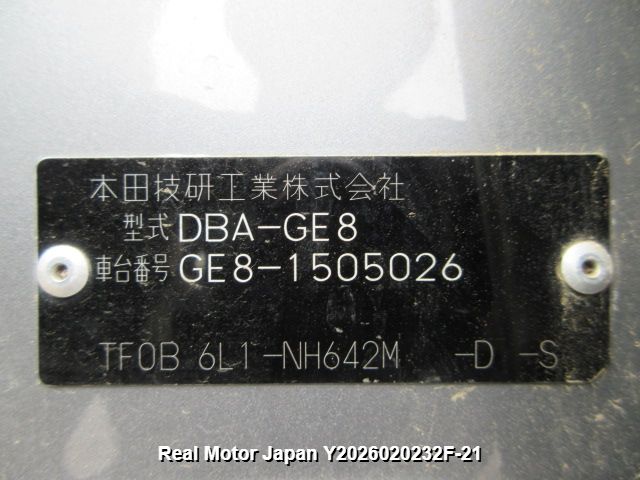 本田技研工業株式会社
型式 DBA-GE8
車台番号 GE8-1505026
TF0B 6L1-NH642M -D -S
Real Motor Japan Y2026020232F-21